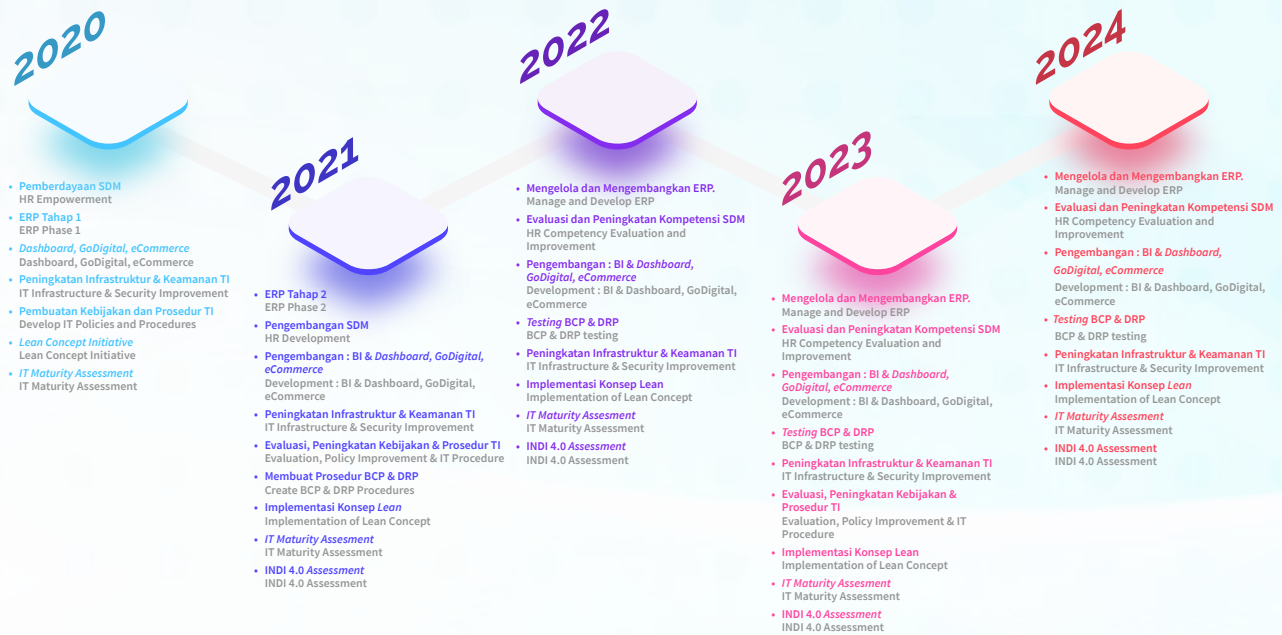 2020
• Pemberdayaan SDM
HR Empowerment
• ERP Tahap 1
ERP Phase 1
• Dashboard, GoDigital, eCommerce
Dashboard, GoDigital, eCommerce
• Peningkatan Infrastruktur & Keamanan TI
IT Infrastructure & Security Improvement
• Pembuatan Kebijakan dan Prosedur TI
Develop IT Policies and Procedures
• Lean Concept Initiative
Lean Concept Initiative
• IT Maturity Assessment
IT Maturity Assessment
2021
• ERP Tahap 2
ERP Phase 2
• Pengembangan SDM
HR Development
• Pengembangan : BI & Dashboard, GoDigital,
eCommerce
Development : BI & Dashboard, GoDigital,
eCommerce
• Peningkatan Infrastruktur & Keamanan TI
IT Infrastructure & Security Improvement
• Evaluasi, Peningkatan Kebijakan & Prosedur TI
Evaluation, Policy Improvement & IT Procedure
• Membuat Prosedur BCP & DRP
Create BCP & DRP Procedures
• Implementasi Konsep Lean
Implementation of Lean Concept
• IT Maturity Assesment
IT Maturity Assessment
• INDI 4.0 Assessment
INDI 4.0 Assessment
2022
• Mengelola dan Mengembangkan ERP.
Manage and Develop ERP
• Evaluasi dan Peningkatan Kompetensi SDM
HR Competency Evaluation and
Improvement
• Pengembangan : BI & Dashboard,
GoDigital, eCommerce
Development : BI & Dashboard, GoDigital,
eCommerce
• Testing BCP & DRP
BCP & DRP testing
• Peningkatan Infrastruktur & Keamanan TI
IT Infrastructure & Security Improvement
• Implementasi Konsep Lean
Implementation of Lean Concept
• IT Maturity Assesment
IT Maturity Assessment
• INDI 4.0 Assessment
INDI 4.0 Assessment
2023
• Mengelola dan Mengembangkan ERP.
Manage and Develop ERP
• Evaluasi dan Peningkatan Kompetensi SDM
HR Competency Evaluation and
Improvement
• Pengembangan : BI & Dashboard,
GoDigital, eCommerce
Development : BI & Dashboard, GoDigital,
eCommerce
• Testing BCP & DRP
BCP & DRP testing
• Peningkatan Infrastruktur & Keamanan TI
IT Infrastructure & Security Improvement
• Evaluasi, Peningkatan Kebijakan &
Prosedur TI
Evaluation, Policy Improvement & IT
Procedure
• Implementasi Konsep Lean
Implementation of Lean Concept
• IT Maturity Assesment
IT Maturity Assessment
• INDI 4.0 Assessment
INDI 4.0 Assessment
2024
• Mengelola dan Mengembangkan ERP.
Manage and Develop ERP
• Evaluasi dan Peningkatan Kompetensi SDM
HR Competency Evaluation and
Improvement
• Pengembangan : BI & Dashboard,
GoDigital, eCommerce
Development : BI & Dashboard, GoDigital,
eCommerce
• Testing BCP & DRP
BCP & DRP testing
• Peningkatan Infrastruktur & Keamanan TI
IT Infrastructure & Security Improvement
• Implementasi Konsep Lean
Implementation of Lean Concept
• IT Maturity Assesment
IT Maturity Assessment
• INDI 4.0 Assessment
INDI 4.0 Assessment